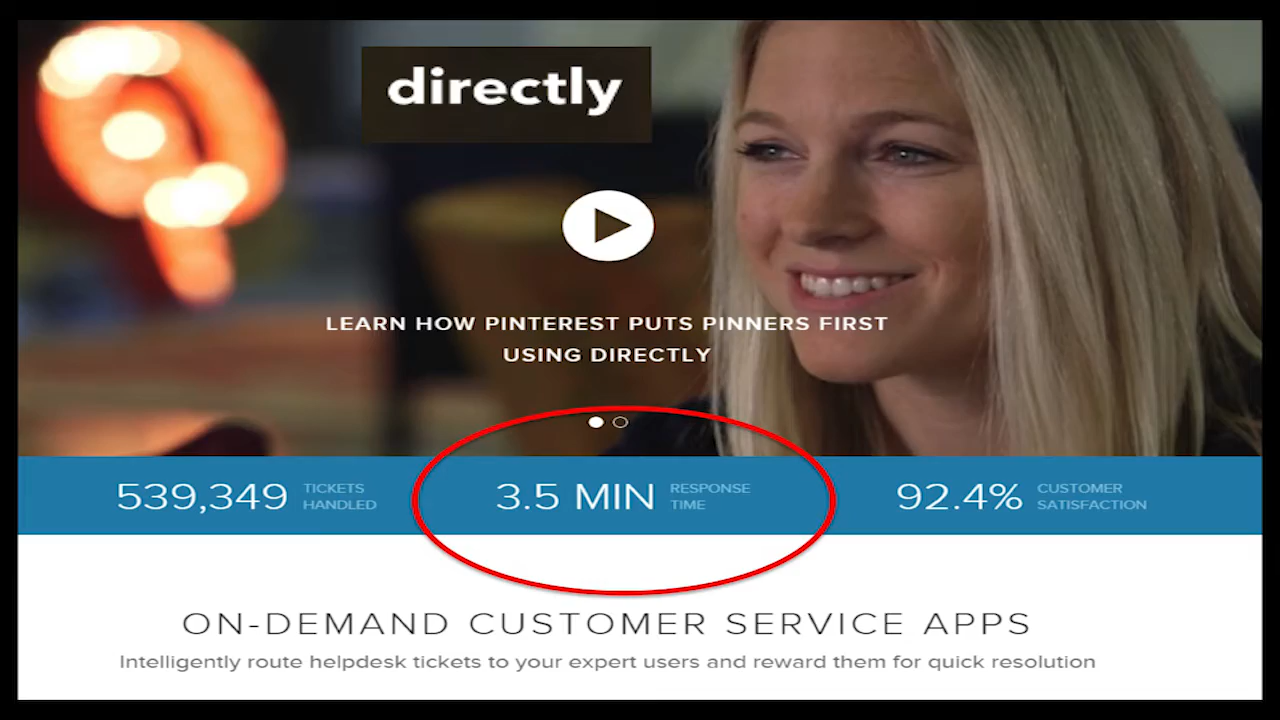 directly
LEARN HOW PINTEREST PUTS PINNERS FIRST
USING DIRECTLY
539,349 TICKETS
HANDLED
3.5 MIN RESPONSE
TIME
92.4% CUSTOMER
SATISFACTION
ON-DEMAND CUSTOMER SERVICE APPS
Intelligently route helpdesk tickets to your expert users and reward them for quick resolution